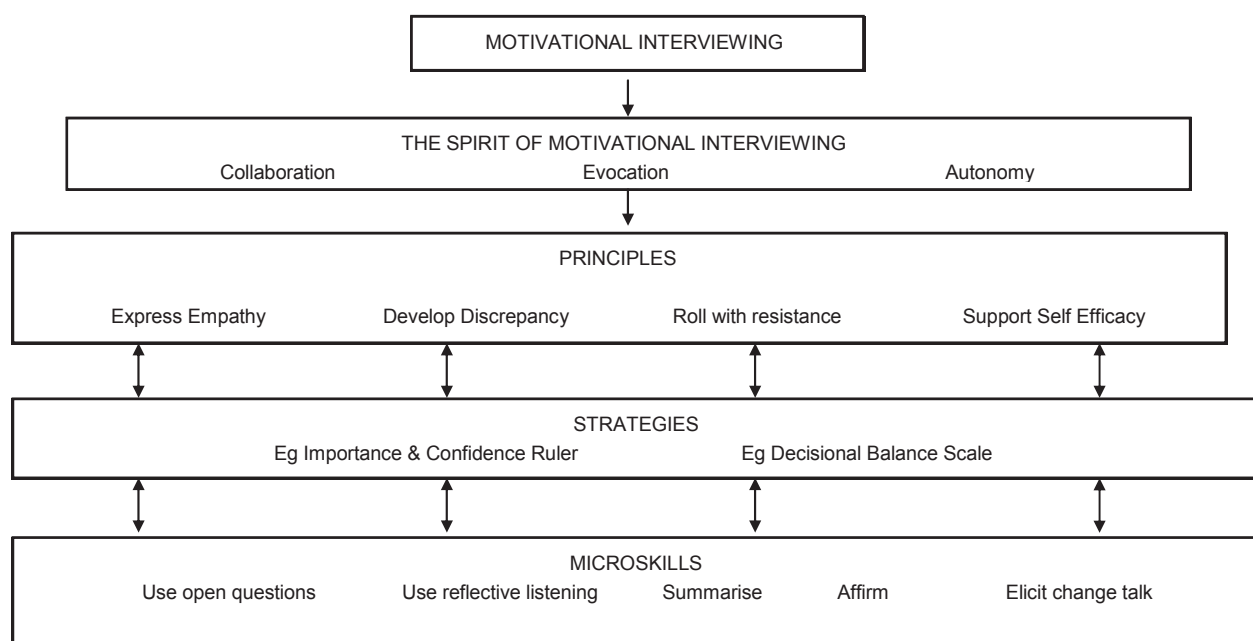 MOTIVATIONAL INTERVIEWING
THE SPIRIT OF MOTIVATIONAL INTERVIEWING
Collaboration Evocation Autonomy
PRINCIPLES
Express Empathy Develop Discrepancy Roll with resistance Support Self Efficacy
STRATEGIES
Eg Importance & Confidence Ruler Eg Decisional Balance Scale
MICROSKILLS
Use open questions Use reflective listening Summarise Affirm Elicit change talk